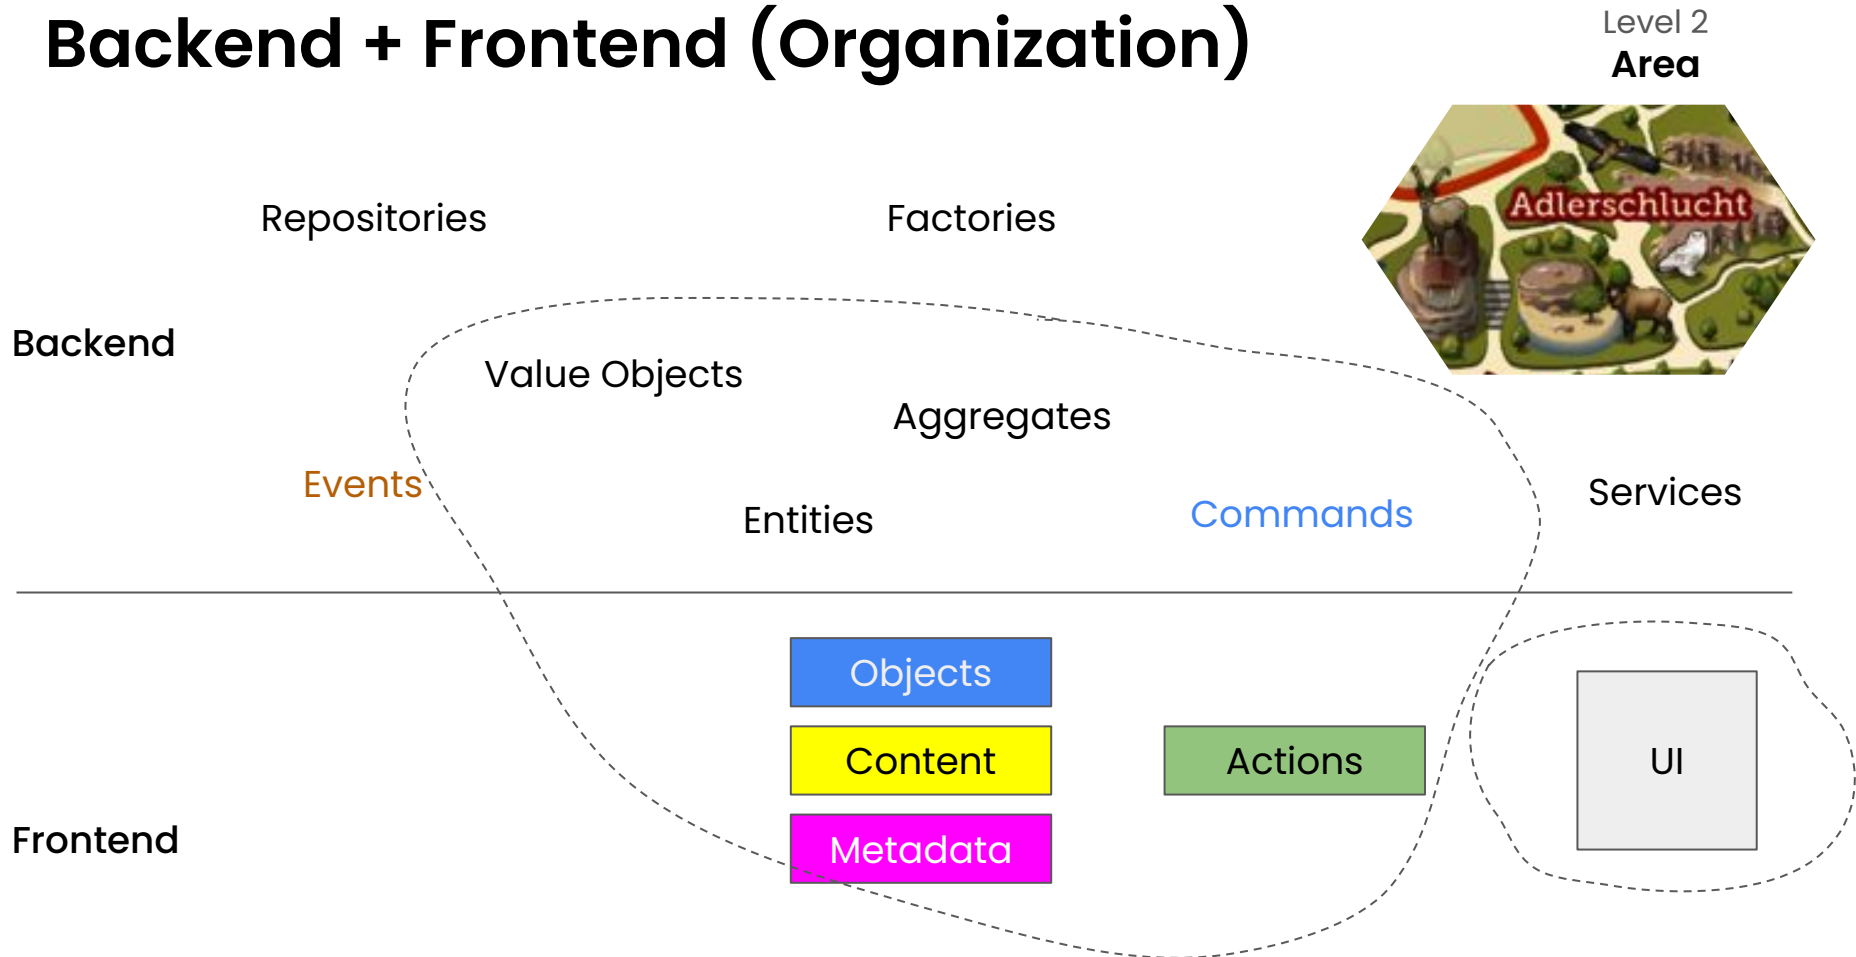 Backend + Frontend (Organization)
Level 2
Area
Adlerschlucht
Repositories
Factories
Backend
Value Objects
Aggregates
Events
Entities
Commands
Services
Objects
Content
Actions
UI
Metadata
Frontend